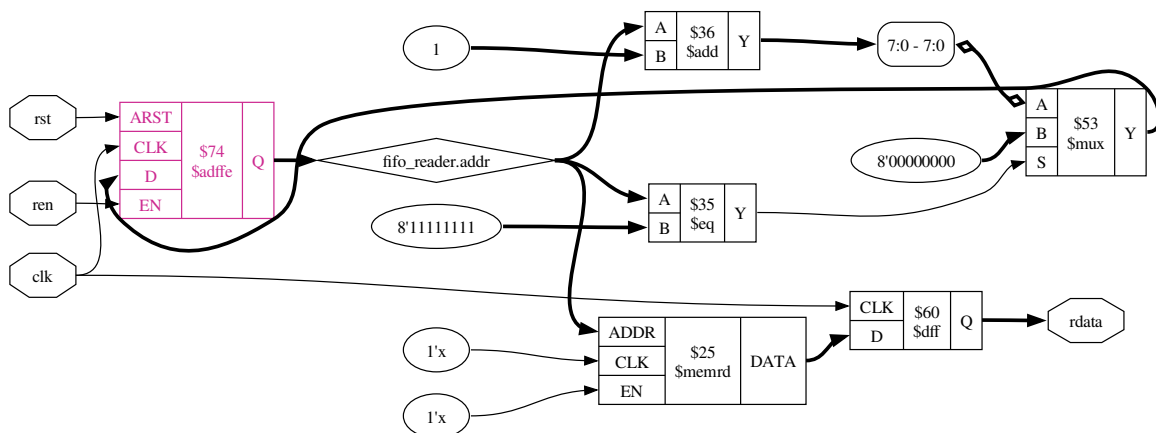 1
A
B
$36
$add
Y
7:0 - 7:0
rst
ARST
CLK
D
EN
$74
$adffe
Q
fifo_reader.addr
A
B
S
$53
$mux
Y
8'00000000
ren
8'11111111
A
B
$35
$eq
Y
clk
CLK
D
$60
$dff
Q
rdata
1'x
ADDR
CLK
EN
$25
$memrd
DATA
1'x